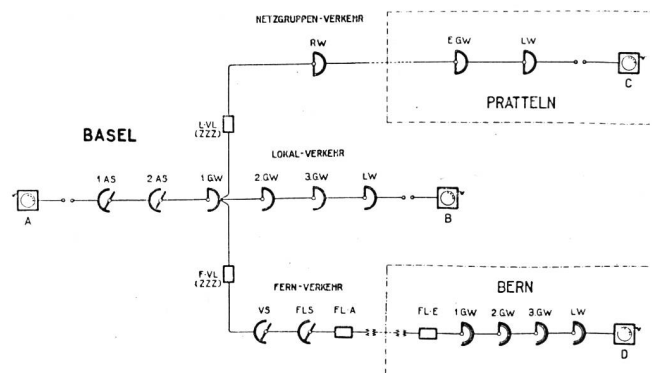 NETZGRUPPEN-VERKEHR
RW
E.GW
LW
C
PRATTELN
L-VL
(ZZZ)
BASEL
LOKAL-VERKEHR
1 AS
2 AS
1 GW
2.GW
3.GW
LW
A
B
F-VL
(ZZZ)
FERN-VERKEHR
BERN
VS
FLS
FL-A
FL-E
1.GW
2.GW
3.GW
LW
D